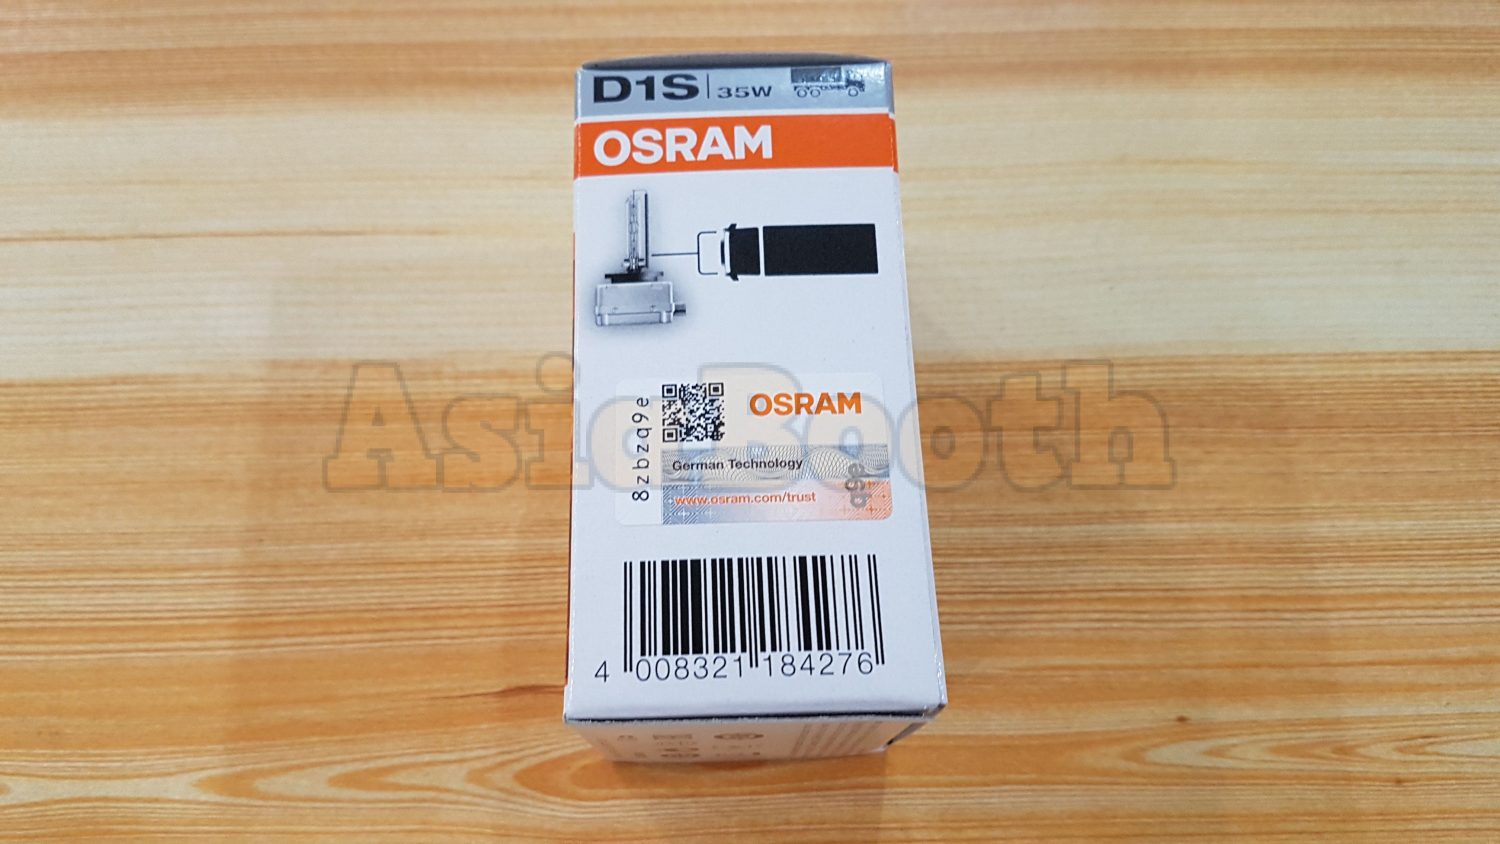 D1S | 35W
OSRAM
8zbzq9e
OSRAM
German Technology
www.osram.com/trust
AsiaBooth
4 008321 184276